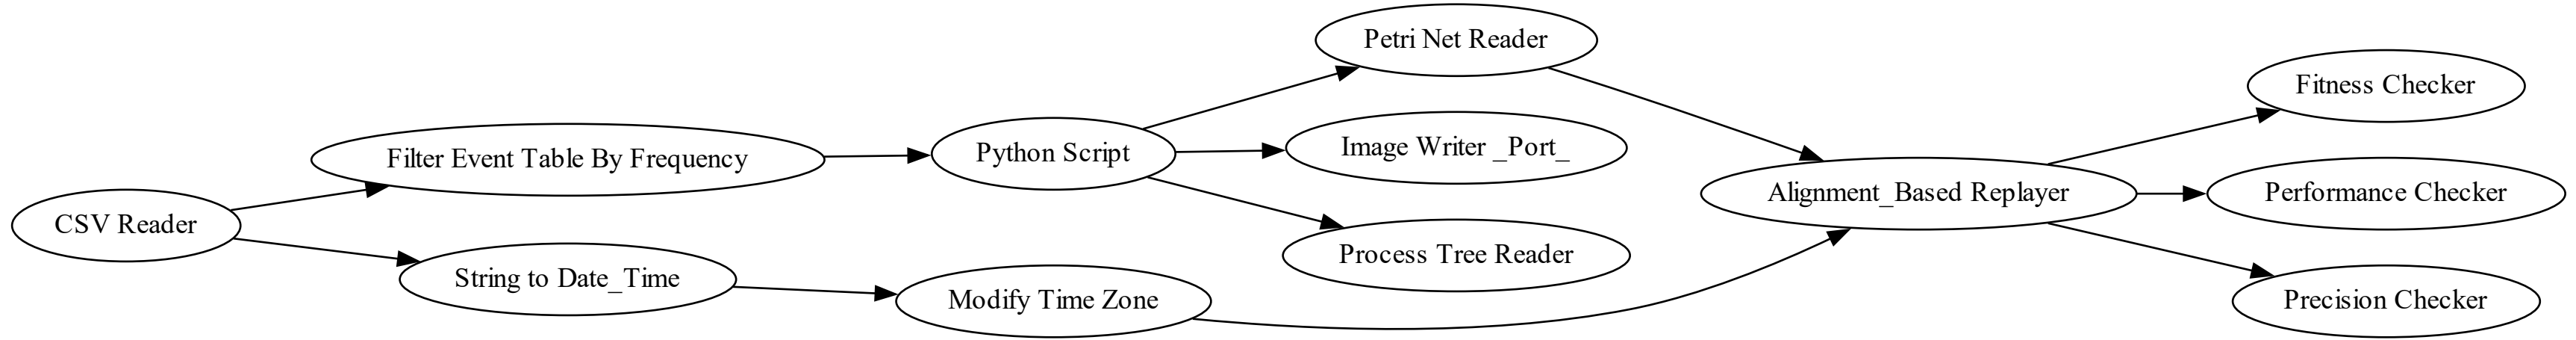 CSV Reader
Filter Event Table By Frequency
String to Date_Time
Python Script
Modify Time Zone
Petri Net Reader
Image Writer _Port_
Process Tree Reader
Alignment_Based Replayer
Fitness Checker
Performance Checker
Precision Checker